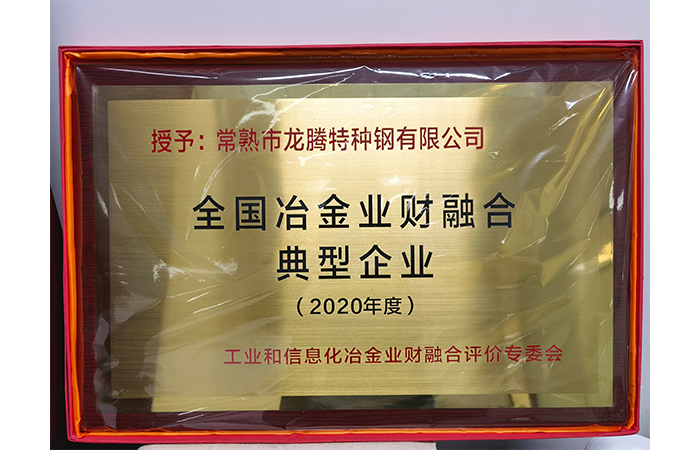 授予：常熟市龙腾特种钢有限公司
全国冶金业财融合
典型企业
（2020年度）
工业和信息化冶金业财融合评价专委会